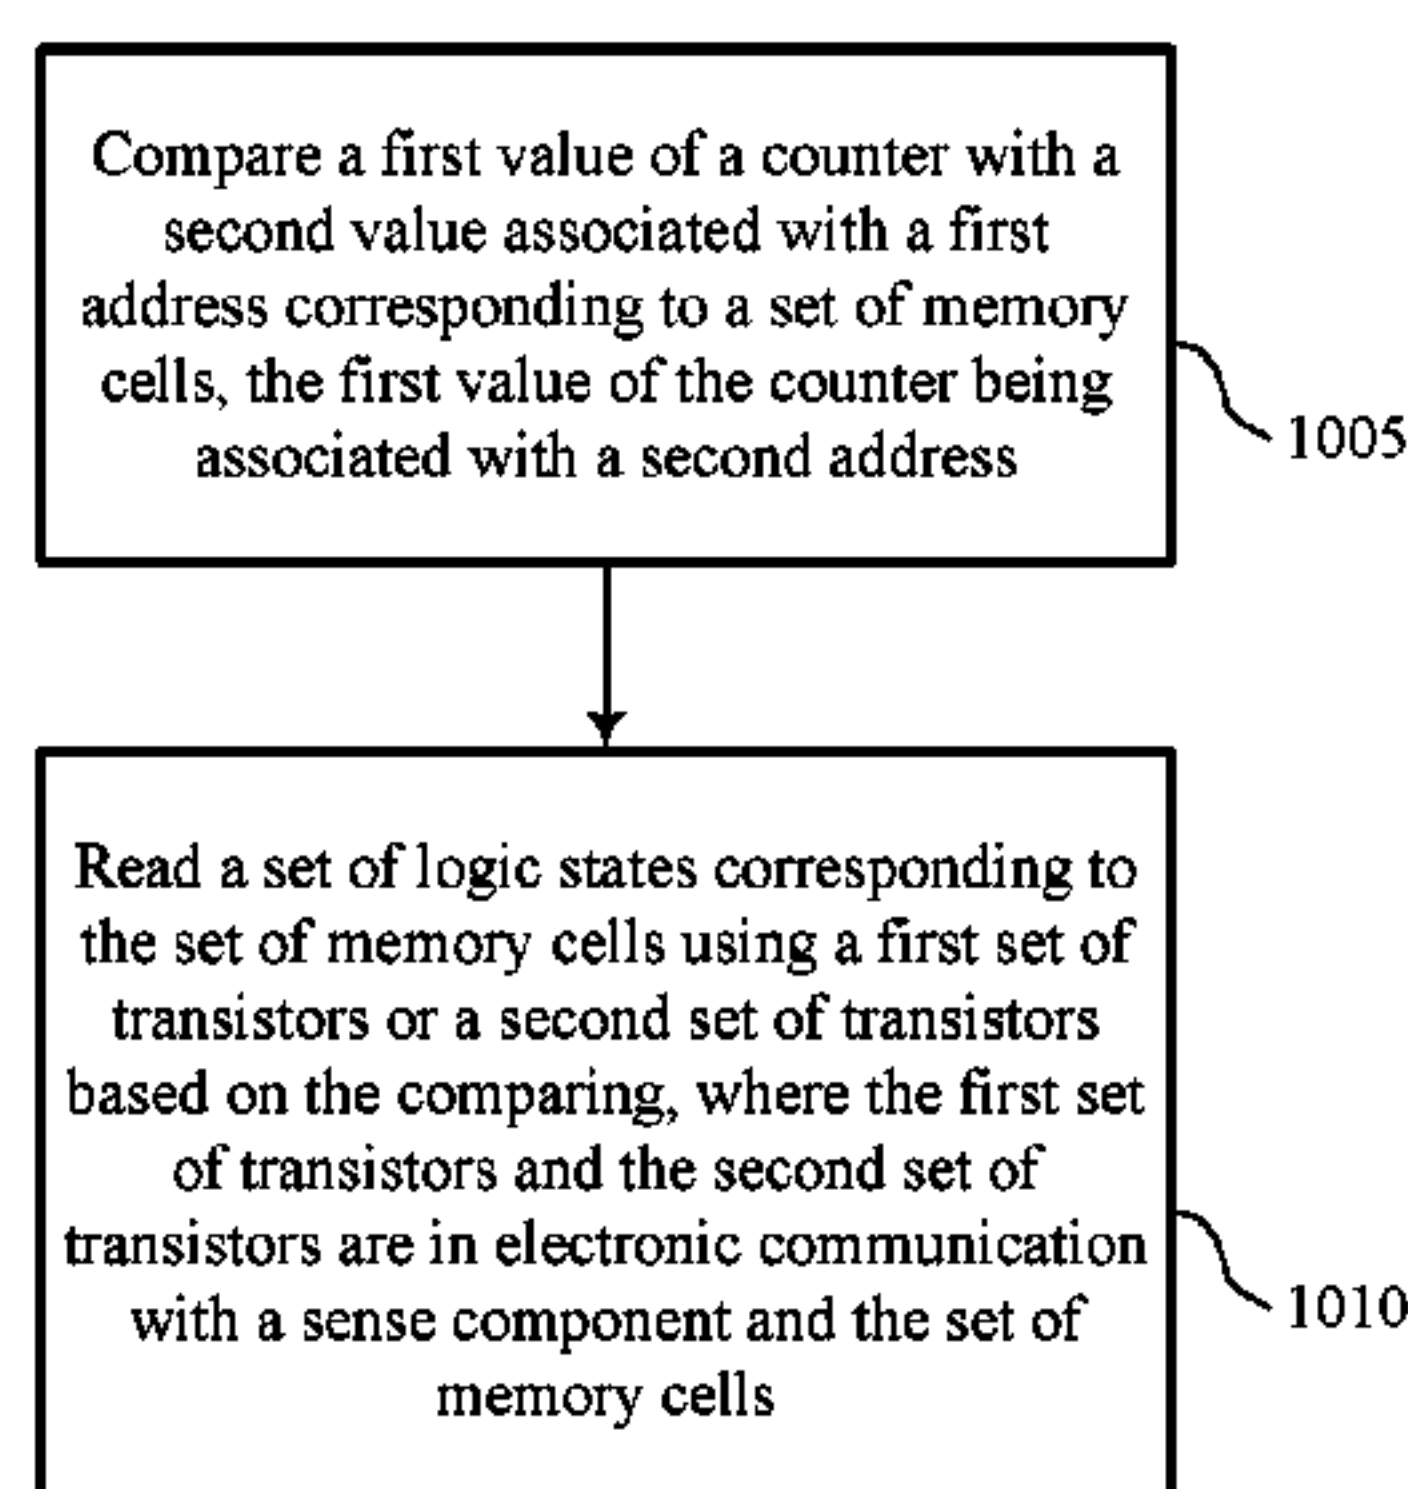 Compare a first value of a counter with a
second value associated with a first
address corresponding to a set of memory
cells, the first value of the counter being
associated with a second address
1005
Read a set of logic states corresponding to
the set of memory cells using a first set of
transistors or a second set of transistors
based on the comparing, where the first set
of transistors and the second set of
transistors are in electronic communication
with a sense component and the set of
memory cells
1010